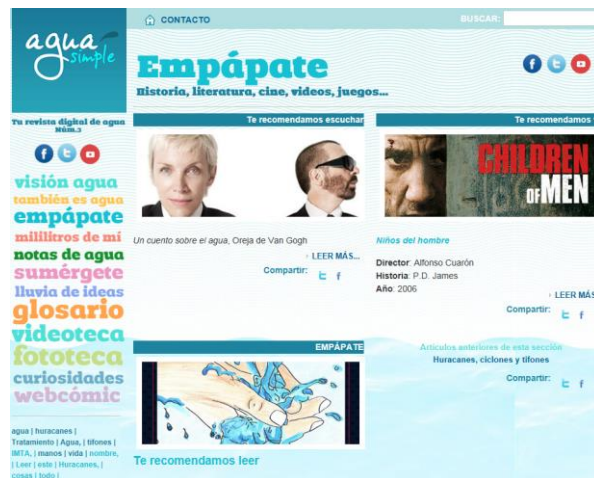 CONTACTO
BUSCAR:
agua
simple
Empápate
Historia, literatura, cine, videos, juegos...
Tu revista digital de agua
Núm.2
visión agua
también es agua
empápate
mililitros de mí
notas de agua
sumérgete
lluvia de ideas
glosario
videoteca
fototeca
curiosidades
webcómic
agua | huracanes |
Tratamiento | Agua, | tifones |
IMTA, | manos | vida | nombre,
| Leer | este | Huracanes, |
cosas | todo |
Te recomendamos escuchar
Un cuento sobre el agua, Oreja de Van Gogh
LEER MÁS...
Compartir:
Te recomendamos
CHILDREN
OF MEN
Niños del hombre
Director: Alfonso Cuarón
Historia: P.D. James
Año: 2006
LEER MÁS
Compartir:
EMPÁPATE
Te recomendamos leer
Artículos anteriores de esta sección
Huracanes, ciclones y tifones
Compartir: